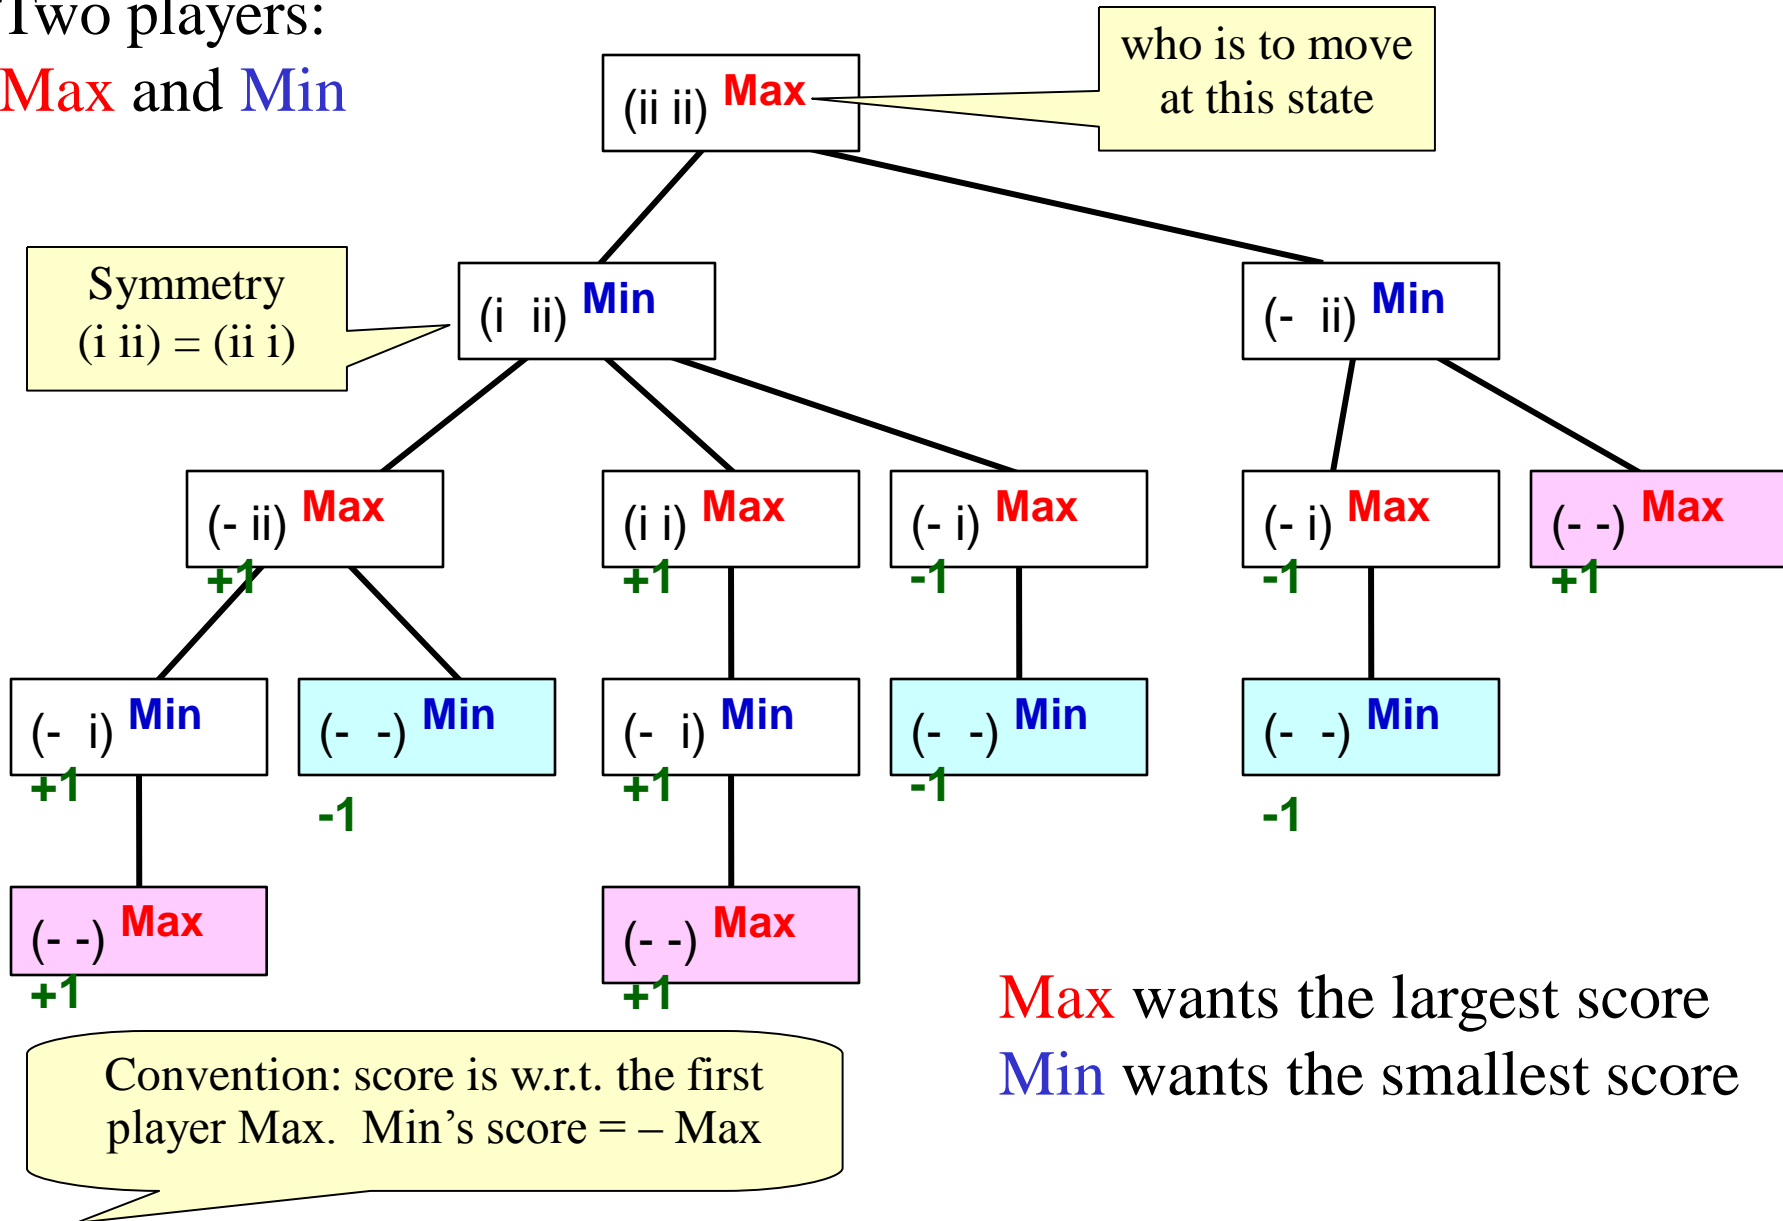 Two players:
Max and Min
who is to move
at this state
(ii ii) Max
Symmetry
(i ii) = (ii i)
(i ii) Min
(- ii) Min
(- ii) Max
+1
(i i) Max
+1
(- i) Max
-1
(- i) Max
-1
(- -) Max
+1
(- i) Min
+1
(- -) Min
-1
(- i) Min
+1
(- -) Min
-1
(- -) Min
-1
(- -) Max
+1
(- -) Max
+1
Max wants the largest score
Min wants the smallest score
Convention: score is w.r.t. the first
player Max. Min’s score = – Max